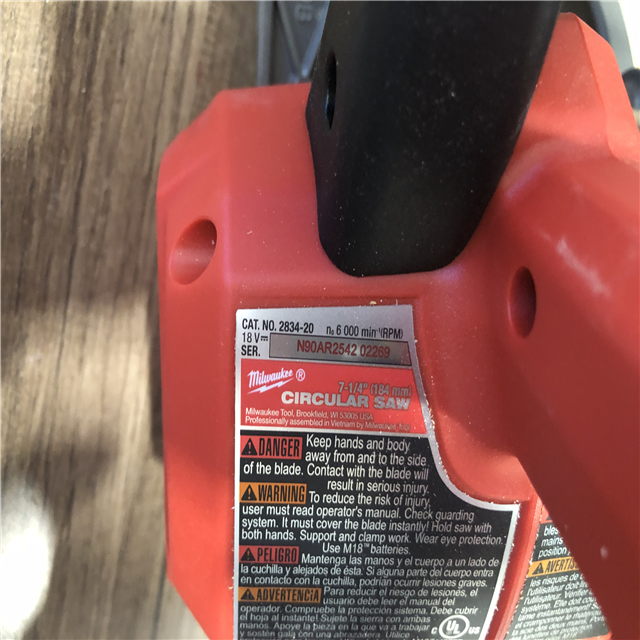 CAT. NO. 2834-20 n₀ 6 000 min⁻¹(RPM)
18 V⎓
SER. N90AR2542 02269
Milwaukee ®
7-1/4" (184 mm)
CIRCULAR SAW
Milwaukee Tool, Brookfield, WI 53005 USA
Professionally assembled in Vietnam by Milwaukee Tool
DANGER Keep hands and body
away from and to the side
of the blade. Contact with the blade will
result in serious injury.
WARNING To reduce the risk of injury,
user must read operator's manual. Check guarding
system. It must cover the blade instantly! Hold saw with
both hands. Support and clamp work. Wear eye protection.
Use M18™ batteries.
PELIGRO Mantenga las manos y el cuerpo a un lado de
la cuchilla y alejados de ésta. Si alguna parte del cuerpo entra
en contacto con la cuchilla, podrían ocurrir lesiones graves.
ADVERTENCIA Para reducir el riesgo de lesiones, el
usuario debe leer el manual del
operador. Compruebe la protección sistema. Debe cubrir
el hoja al instante! Sujete la sierra con ambas
manos. Apoye la pieza en la que va a trabajar
y sosténgala con
UL US